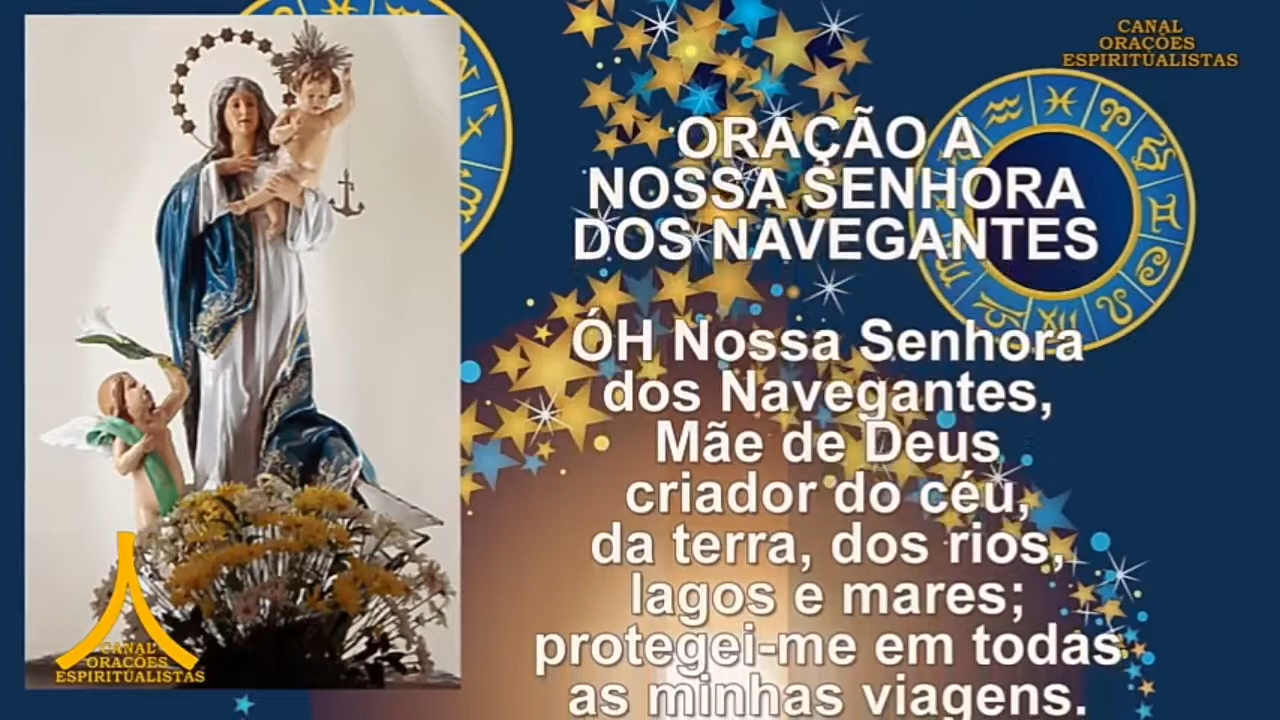 CANAL
ORAÇÕES
ESPIRITUALISTAS
ORAÇÃO A
NOSSA SENHORA
DOS NAVEGANTES
ÓH Nossa Senhora
dos Navegantes,
Mãe de Deus
criador do céu,
da terra, dos rios,
lagos e mares;
protegei-me em todas
as minhas viagens.
CANAL
ORAÇÕES
ESPIRITUALISTAS